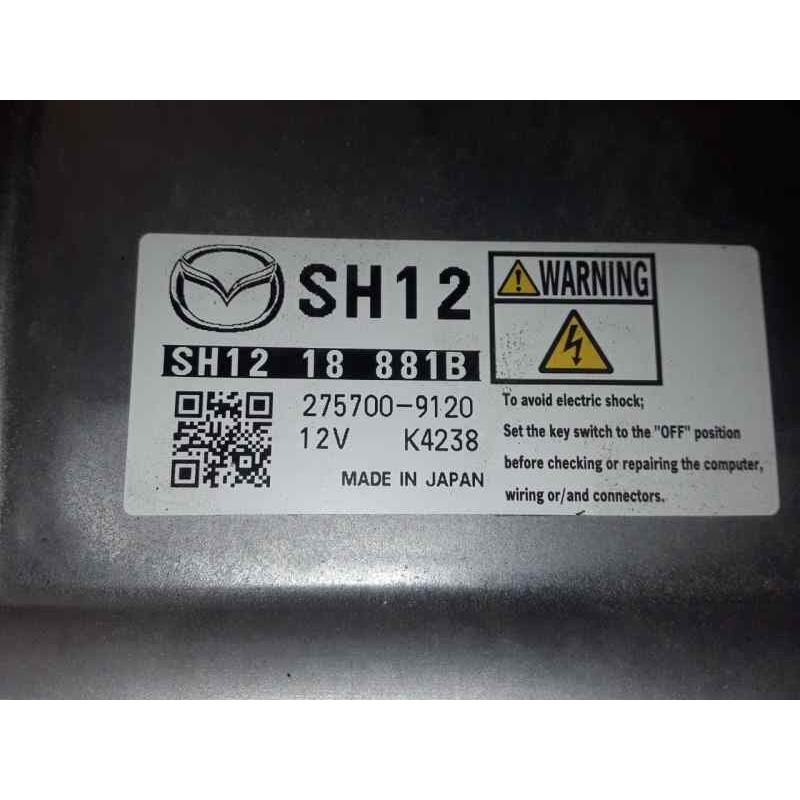 SH12
SH12 18 881B
275700-9120
12V K4238
MADE IN JAPAN
WARNING
To avoid electric shock;
Set the key switch to the "OFF" position
before checking or repairing the computer,
wiring or/and connectors.